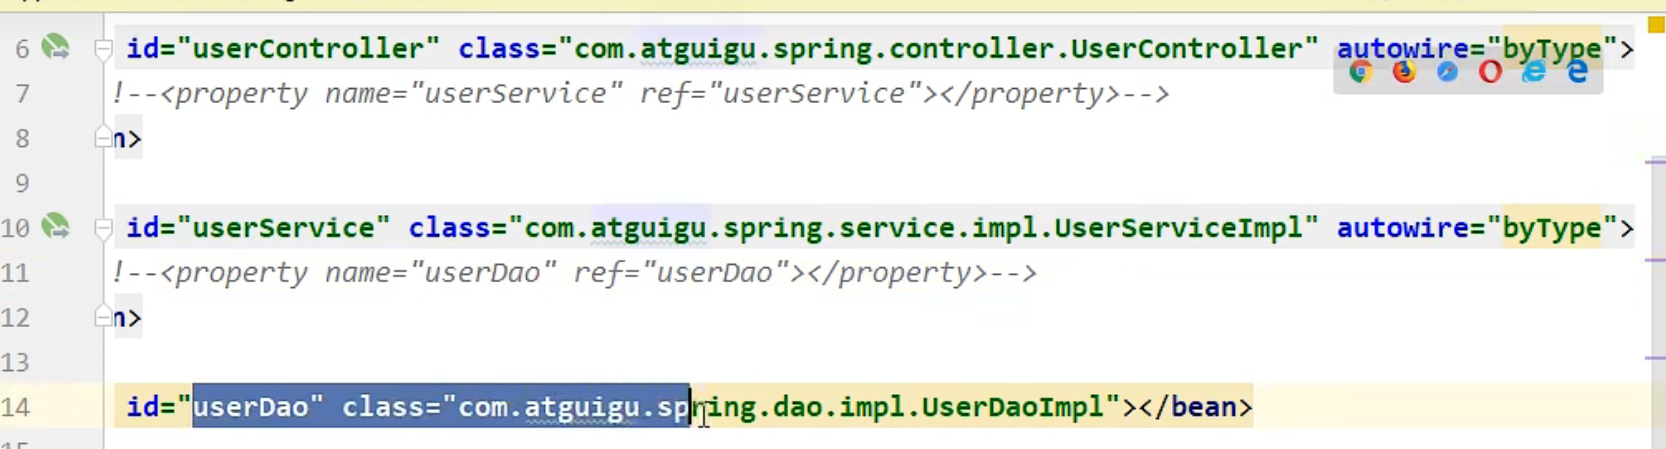 6 id="userController" class="com.atguigu.spring.controller.UserController" autowire="byType">
7 !--<property name="userService" ref="userService"></property>-->
8 n>
9
10 id="userService" class="com.atguigu.spring.service.impl.UserServiceImpl" autowire="byType">
11 !--<property name="userDao" ref="userDao"></property>-->
12 n>
13
14 id="userDao" class="com.atguigu.spring.dao.impl.UserDaoImpl"></bean>